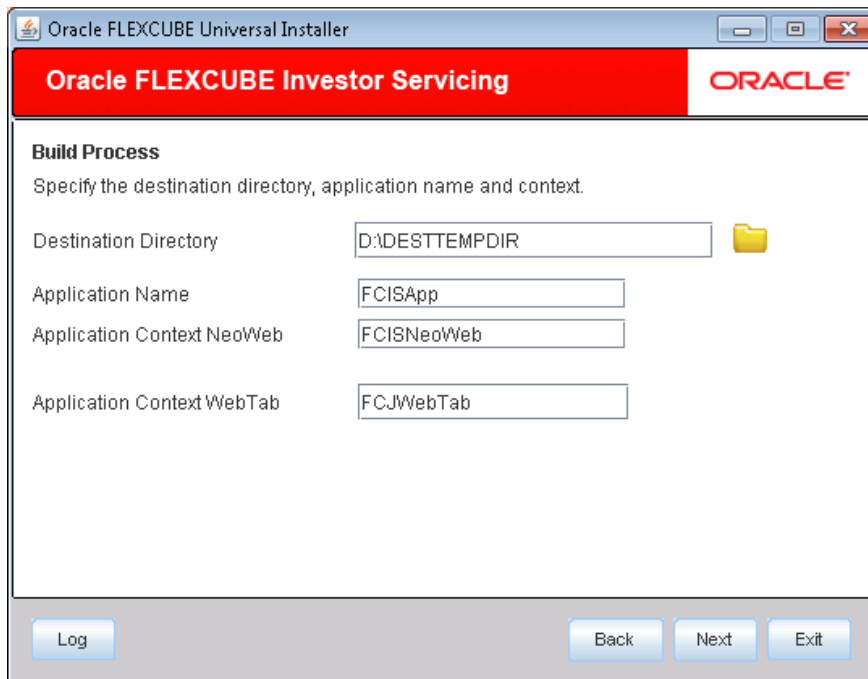 Oracle FLEXCUBE Universal Installer
Oracle FLEXCUBE Investor Servicing
ORACLE
Build Process
Specify the destination directory, application name and context.
Destination Directory D:\DESTTEMPDIR
Application Name FCISApp
Application Context NeoWeb FCISNeoWeb
Application Context WebTab FCJWebTab
Log Back Next Exit